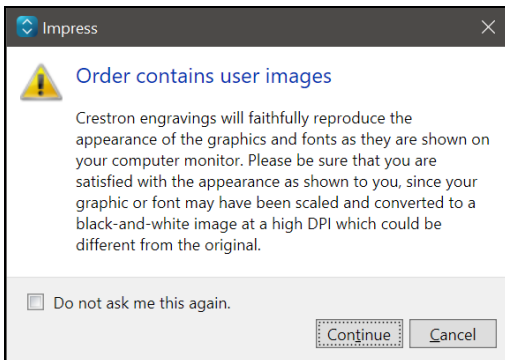 Impress
Order contains user images
Crestron engravings will faithfully reproduce the
appearance of the graphics and fonts as they are shown on
your computer monitor. Please be sure that you are
satisfied with the appearance as shown to you, since your
graphic or font may have been scaled and converted to a
black-and-white image at a high DPI which could be
different from the original.
Do not ask me this again.
Continue Cancel